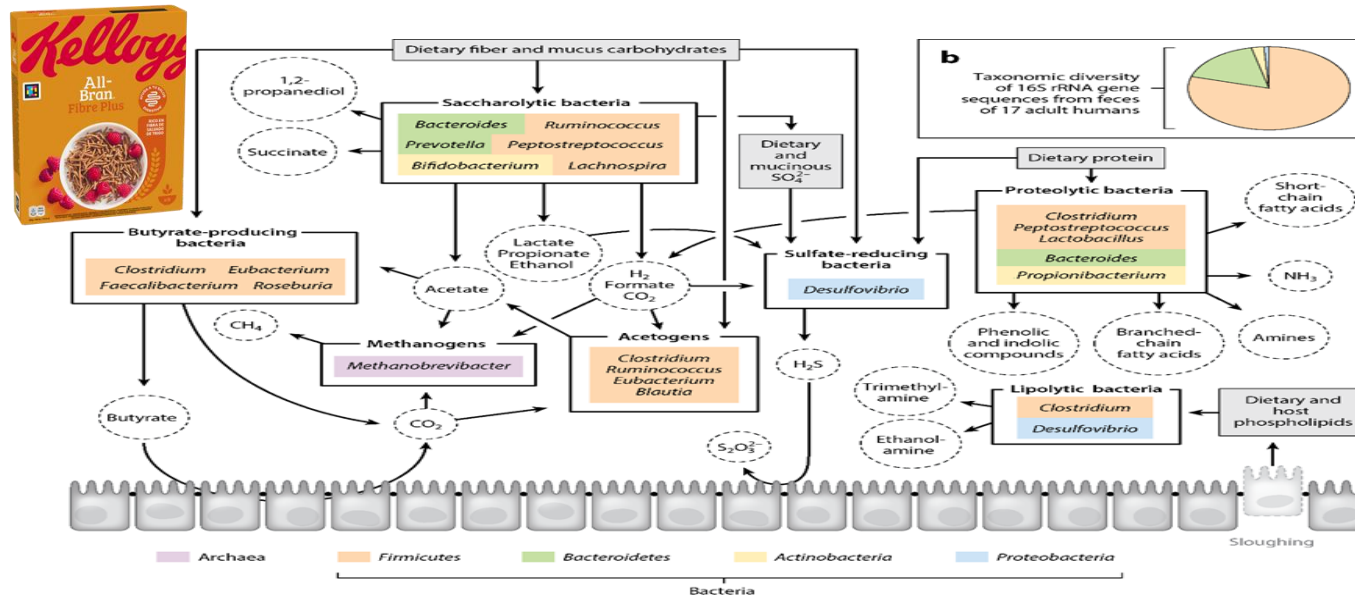 Kellogg
All-
Bran
Fibre Plus
Dietary fiber and mucus carbohydrates
1,2-
propanediol
Succinate
Saccharolytic bacteria
Bacteroides Ruminococcus
Prevotella Peptostreptococcus
Bifidobacterium Lachnospira
Dietary
and
mucinous
SO₄²⁻
b
Taxonomic diversity
of 16S rRNA gene
sequences from feces
of 17 adult humans
Dietary protein
Proteolytic bacteria
Clostridium
Peptostreptococcus
Lactobacillus
Bacteroides
Propionibacterium
Short-
chain
fatty acids
NH₃
Amines
Branched-
chain
fatty acids
Phenolic
and indolic
compounds
Butyrate-producing
bacteria
Clostridium Eubacterium
Faecalibacterium Roseburia
Lactate
Propionate
Ethanol
Acetate
H₂
Formate
CO₂
Sulfate-reducing
bacteria
Desulfovibrio
CH₄
Methanogens
Methanobrevibacter
Acetogens
Clostridium
Ruminococcus
Eubacterium
Blautia
H₂S
Butyrate
CO₂
S₂O₃²⁻
Trimethyl-
amine
Ethanol-
amine
Lipolytic bacteria
Clostridium
Desulfovibrio
Dietary and
host
phospholipids
Sloughing
Archaea Firmicutes Bacteroidetes Actinobacteria Proteobacteria
Bacteria